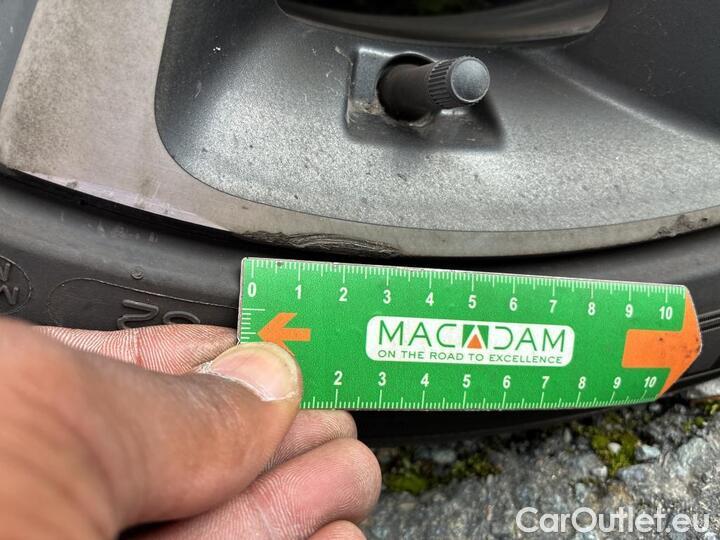 0 1 2 3 4 5 6 7 8 9 10
MACADAM
ON THE ROAD TO EXCELLENCE
2 3 4 5 6 7 8 9 10
CarOutlet.eu